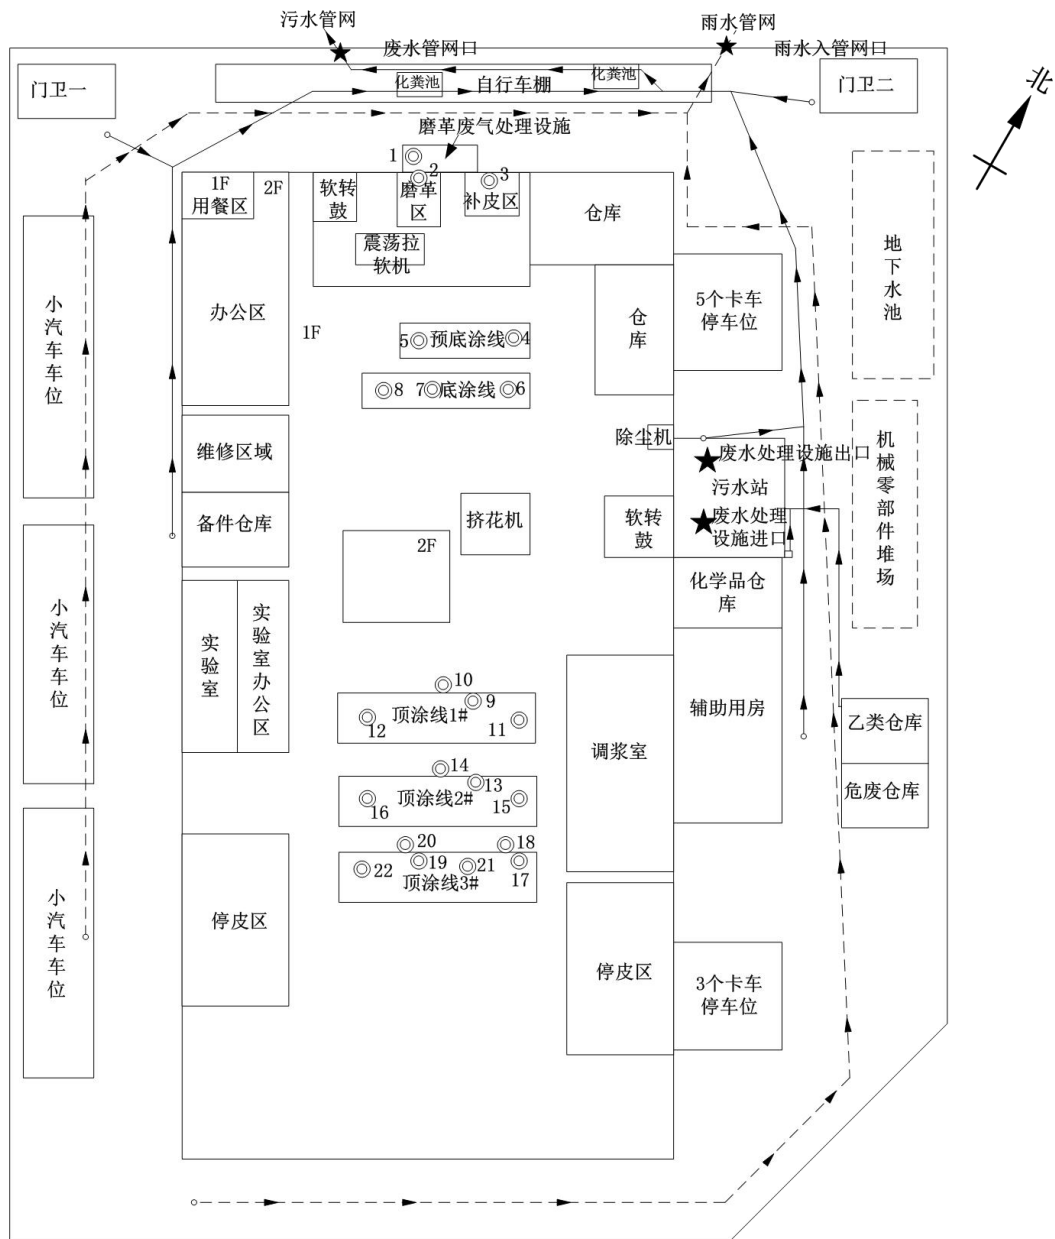 污水管网
雨水管网
废水管网口
雨水入管网口
门卫一
化粪池
自行车棚
化粪池
门卫二
北
磨革废气处理设施
1
2
3
1F
用餐区
2F
软转
鼓
磨革
区
补皮区
仓库
震荡拉
软机
地下水池
小汽车车位
办公区
1F
5
预底涂线
4
仓
库
5个卡车
停车位
8
7
底涂线
6
除尘机
维修区域
废水处理设施出口
污水站
机械零部件堆场
备件仓库
挤花机
软转
鼓
废水处理
设施进口
2F
化学品仓
库
小汽车车位
实验室
实验室办公区
10
9
顶涂线1#
12
11
辅助用房
乙类仓库
调浆室
14
13
顶涂线2#
16
15
危废仓库
20
18
22
19
21
17
顶涂线3#
小汽车车位
停皮区
停皮区
3个卡车
停车位